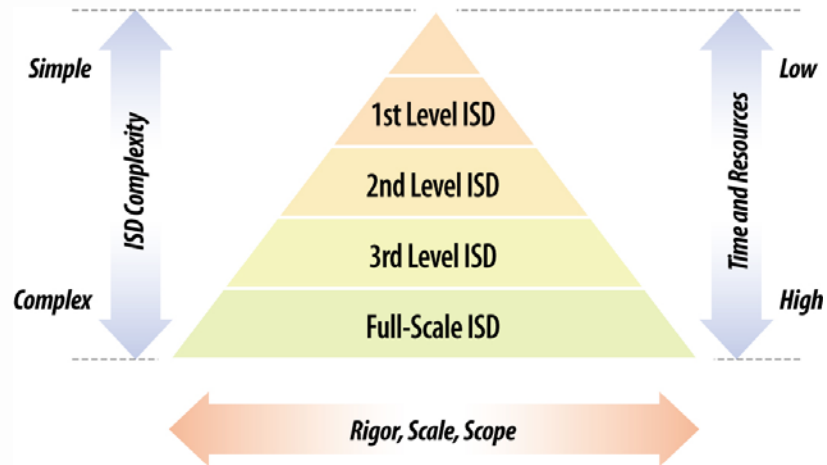 Simple
Low
1st Level ISD
ISD Complexity
2nd Level ISD
Time and Resources
3rd Level ISD
Complex
High
Full-Scale ISD
Rigor, Scale, Scope